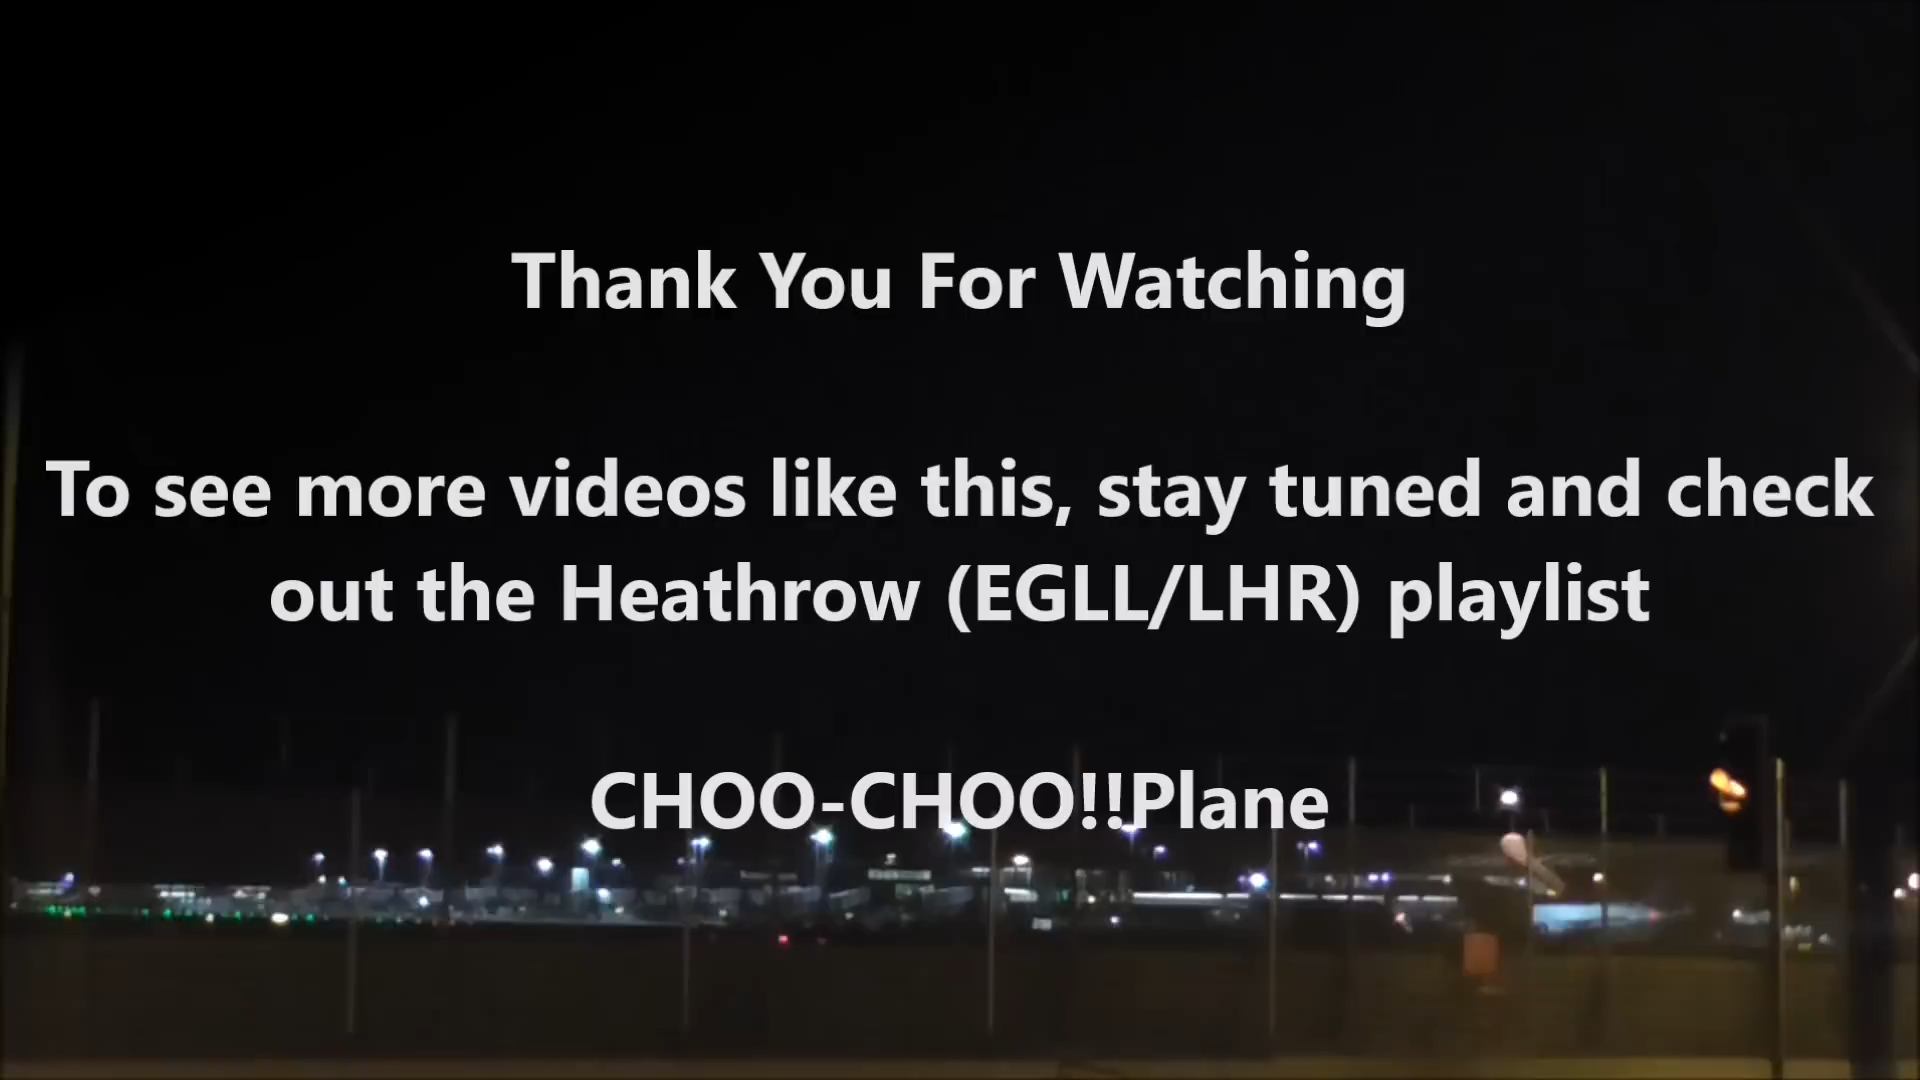 Thank You For Watching
To see more videos like this, stay tuned and check
out the Heathrow (EGLL/LHR) playlist
CHOO-CHOO!!Plane